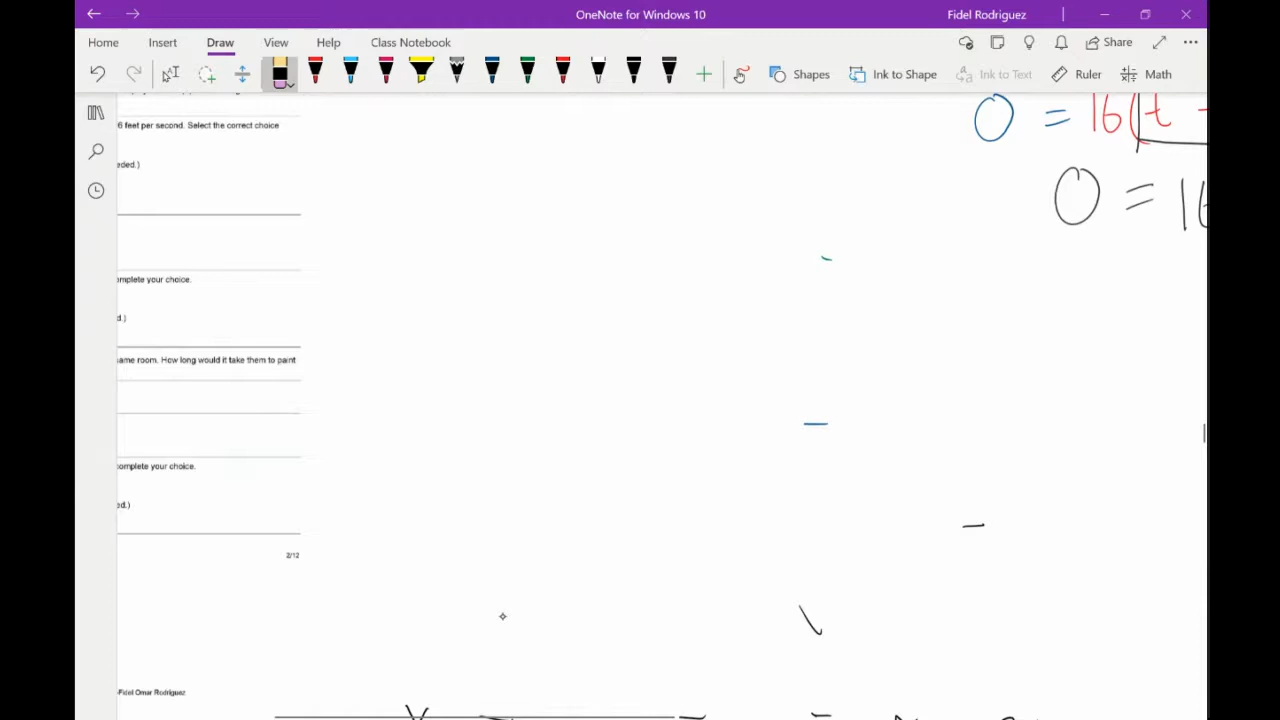 OneNote for Windows 10
Fidel Rodriguez
Home Insert Draw View Help Class Notebook
Share
Shapes Ink to Shape Ink to Text Ruler Math
6 feet per second. Select the correct choice
eded.)
omplete your choice.
d.)
ame room. How long would it take them to paint
complete your choice.
ed.)
2/12
-Fidel Omar Rodriguez
0 = 16(t -
0 = 16